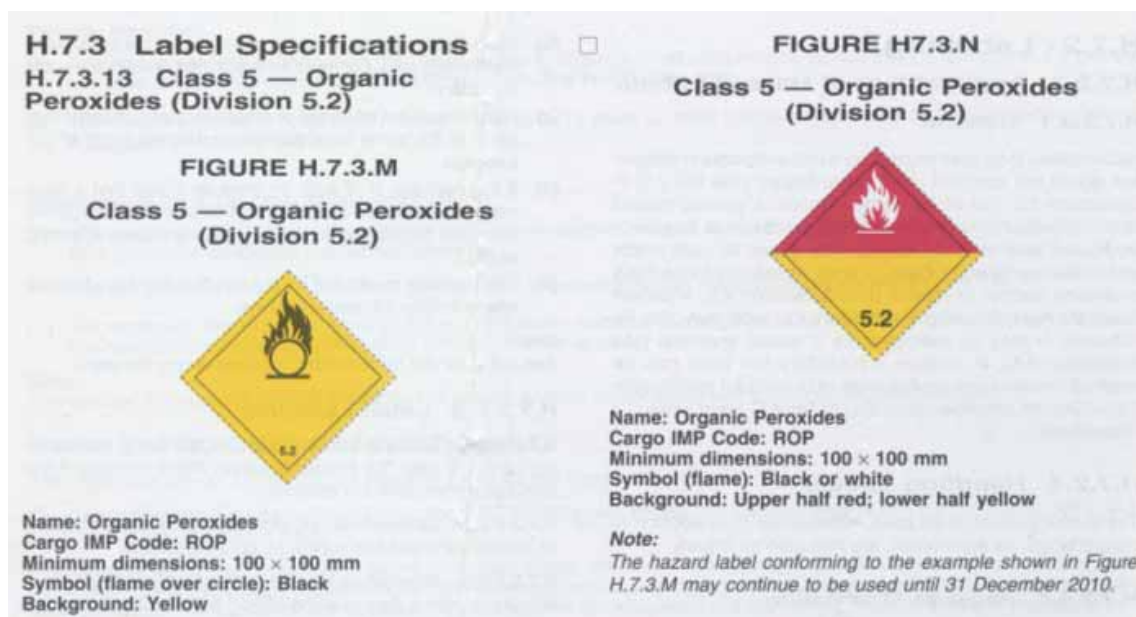 H.7.3 Label Specifications
H.7.3.13 Class 5 — Organic
Peroxides (Division 5.2)
FIGURE H.7.3.M
Class 5 — Organic Peroxides
(Division 5.2)
5.2
Name: Organic Peroxides
Cargo IMP Code: ROP
Minimum dimensions: 100 × 100 mm
Symbol (flame over circle): Black
Background: Yellow
FIGURE H7.3.N
Class 5 — Organic Peroxides
(Division 5.2)
5.2
Name: Organic Peroxides
Cargo IMP Code: ROP
Minimum dimensions: 100 × 100 mm
Symbol (flame): Black or white
Background: Upper half red; lower half yellow
Note:
The hazard label conforming to the example shown in Figure
H.7.3.M may continue to be used until 31 December 2010.